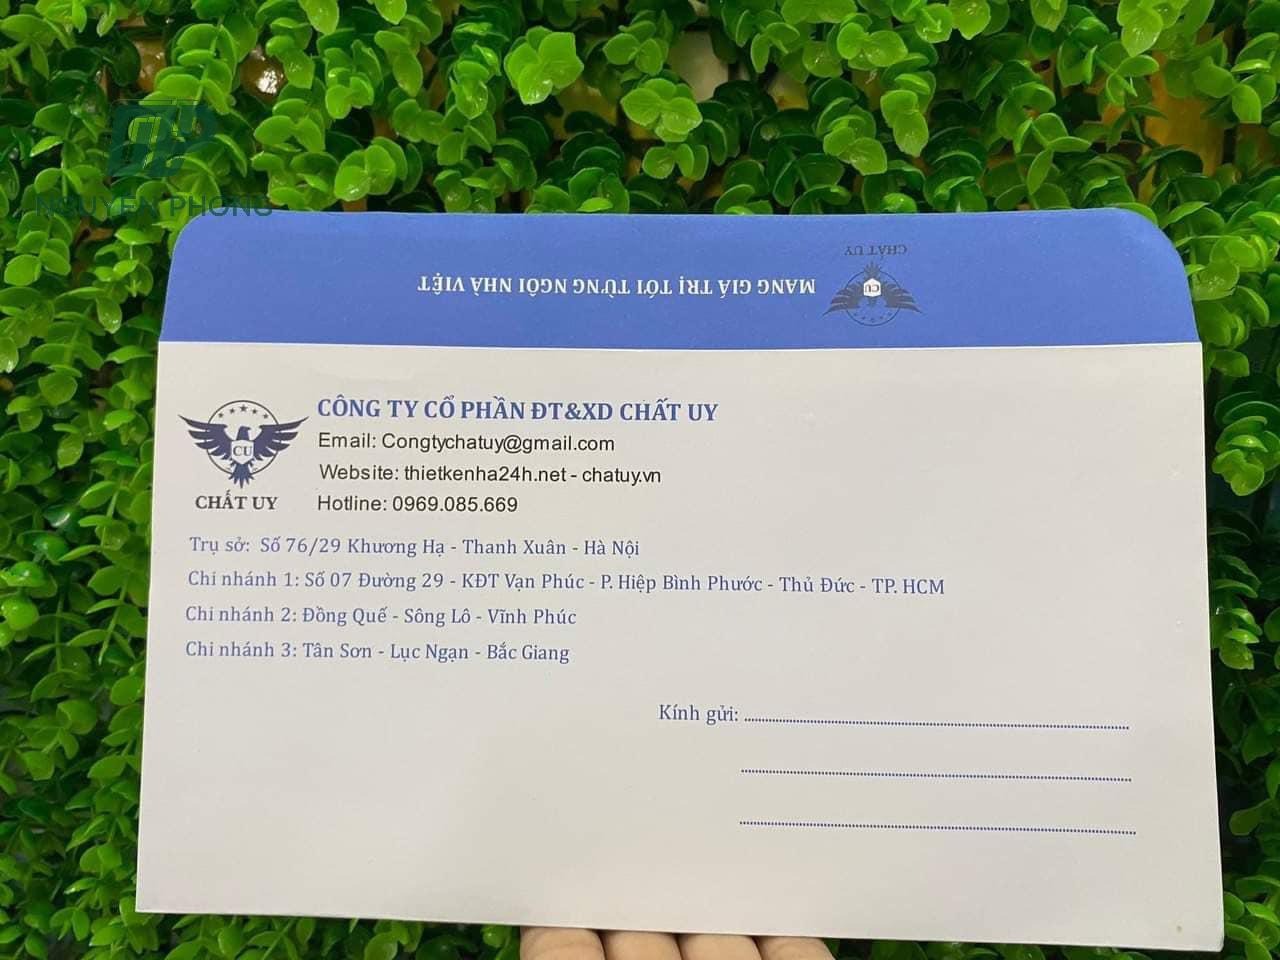 NGUYEN PHONG
CHẤT UY
CU
MANG GIÁ TRỊ TỚI TỪNG NGÔI NHÀ VIỆT
CÔNG TY CỔ PHẦN ĐT&XD CHẤT UY
Email: Congtychatuy@gmail.com
Website: thietkenha24h.net - chatuy.vn
Hotline: 0969.085.669
CU
CHẤT UY
Trụ sở: Số 76/29 Khương Hạ - Thanh Xuân - Hà Nội
Chi nhánh 1: Số 07 Đường 29 - KĐT Vạn Phúc - P. Hiệp Bình Phước - Thủ Đức - TP. HCM
Chi nhánh 2: Đồng Quế - Sông Lô - Vĩnh Phúc
Chi nhánh 3: Tân Sơn - Lục Ngạn - Bắc Giang
Kính gửi: